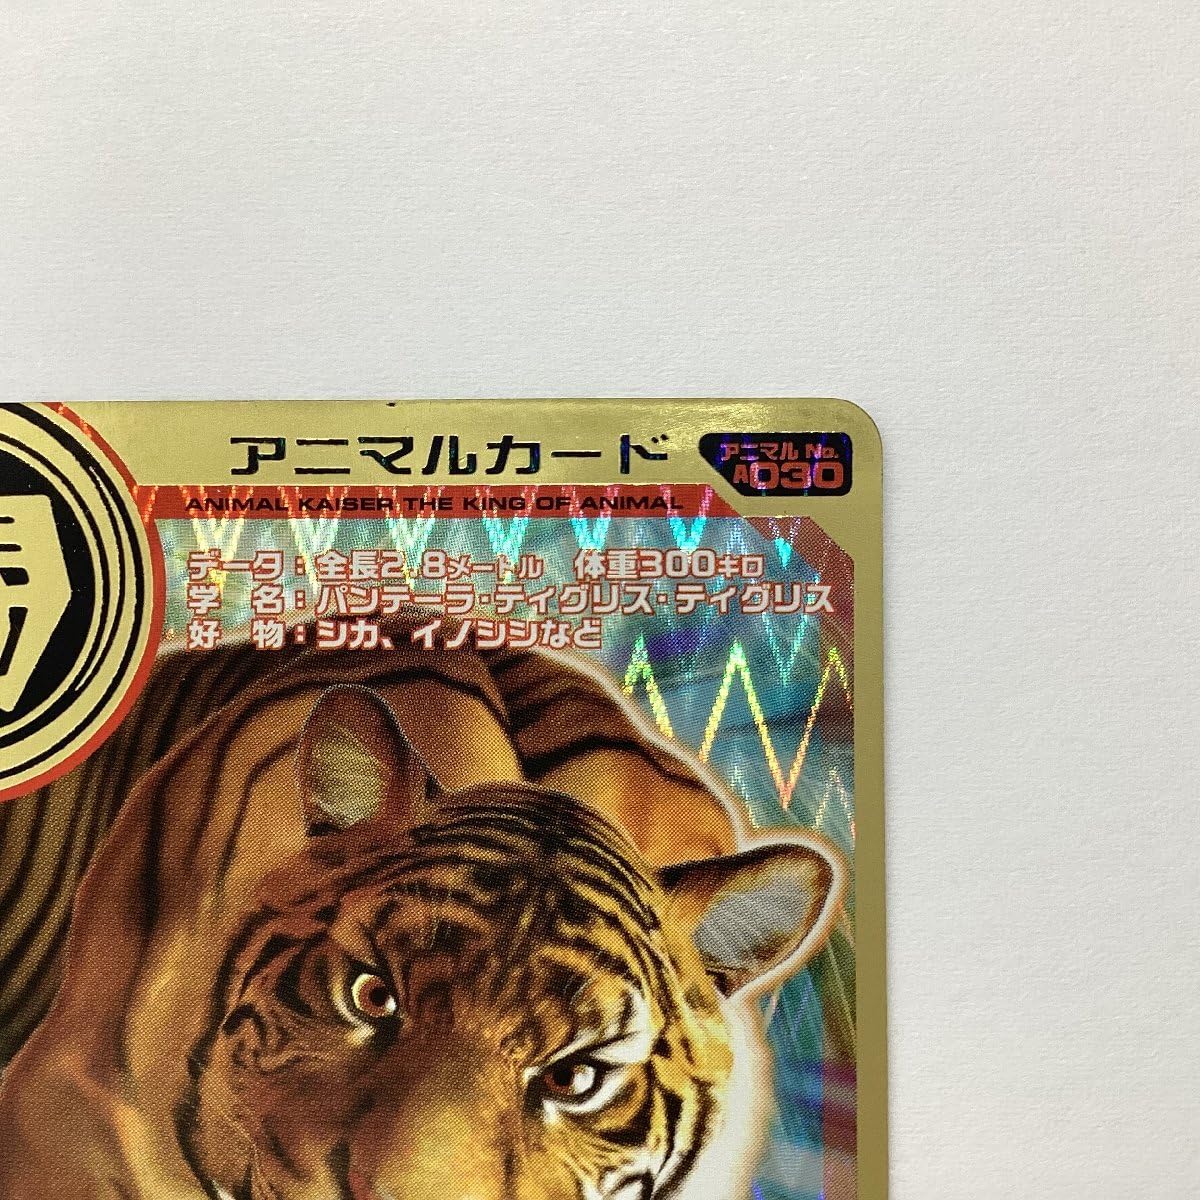 アニマルカード
アニマル No.
A030
ANIMAL KAISER THE KING OF ANIMAL
データ：全長2.8メートル　体重300キロ
学　名：パンテーラ・ティグリス・ティグリス
好　物：シカ、イノシシなど